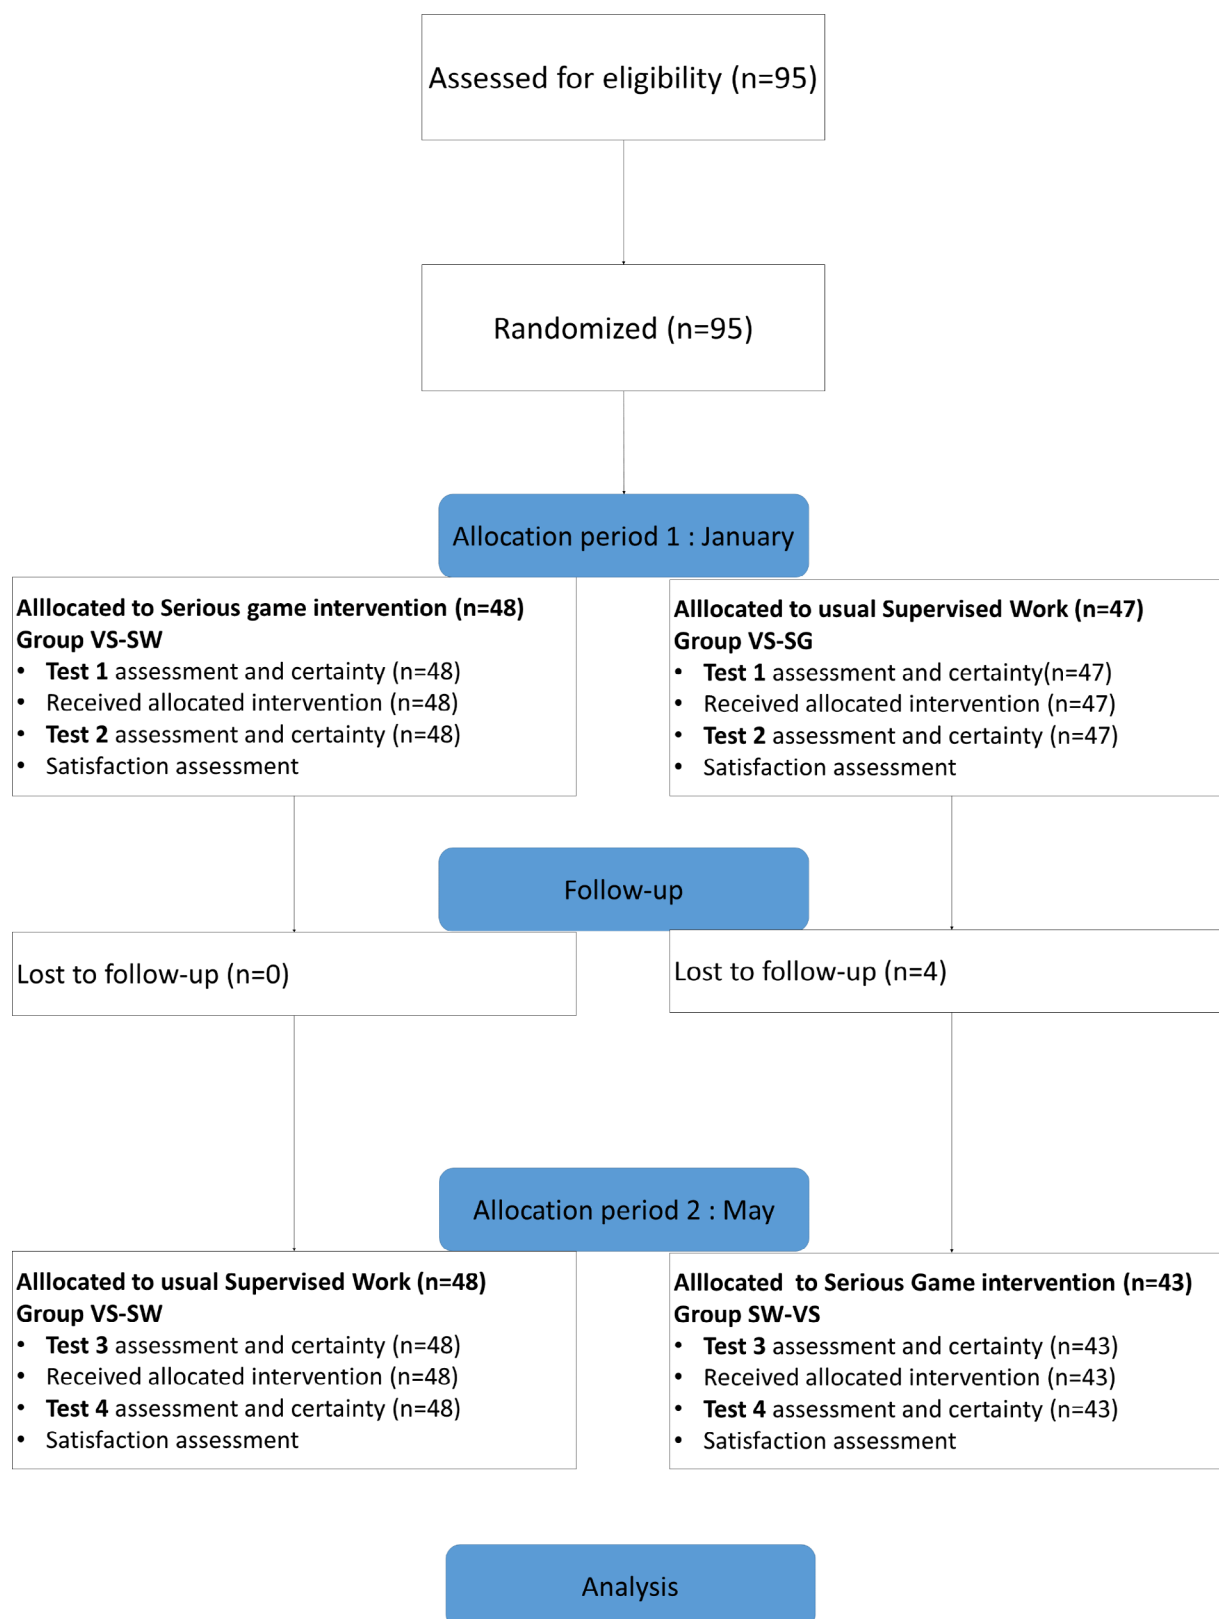 Assessed for eligibility (n=95)
Randomized (n=95)
Allocation period 1 : January
Alllocated to Serious game intervention (n=48)
Group VS-SW
• Test 1 assessment and certainty (n=48)
• Received allocated intervention (n=48)
• Test 2 assessment and certainty (n=48)
• Satisfaction assessment
Alllocated to usual Supervised Work (n=47)
Group VS-SG
• Test 1 assessment and certainty(n=47)
• Received allocated intervention (n=47)
• Test 2 assessment and certainty (n=47)
• Satisfaction assessment
Follow-up
Lost to follow-up (n=0)
Lost to follow-up (n=4)
Allocation period 2 : May
Alllocated to usual Supervised Work (n=48)
Group VS-SW
• Test 3 assessment and certainty (n=48)
• Received allocated intervention (n=48)
• Test 4 assessment and certainty (n=48)
• Satisfaction assessment
Alllocated  to Serious Game intervention (n=43)
Group SW-VS
• Test 3 assessment and certainty (n=43)
• Received allocated intervention (n=43)
• Test 4 assessment and certainty (n=43)
• Satisfaction assessment
Analysis